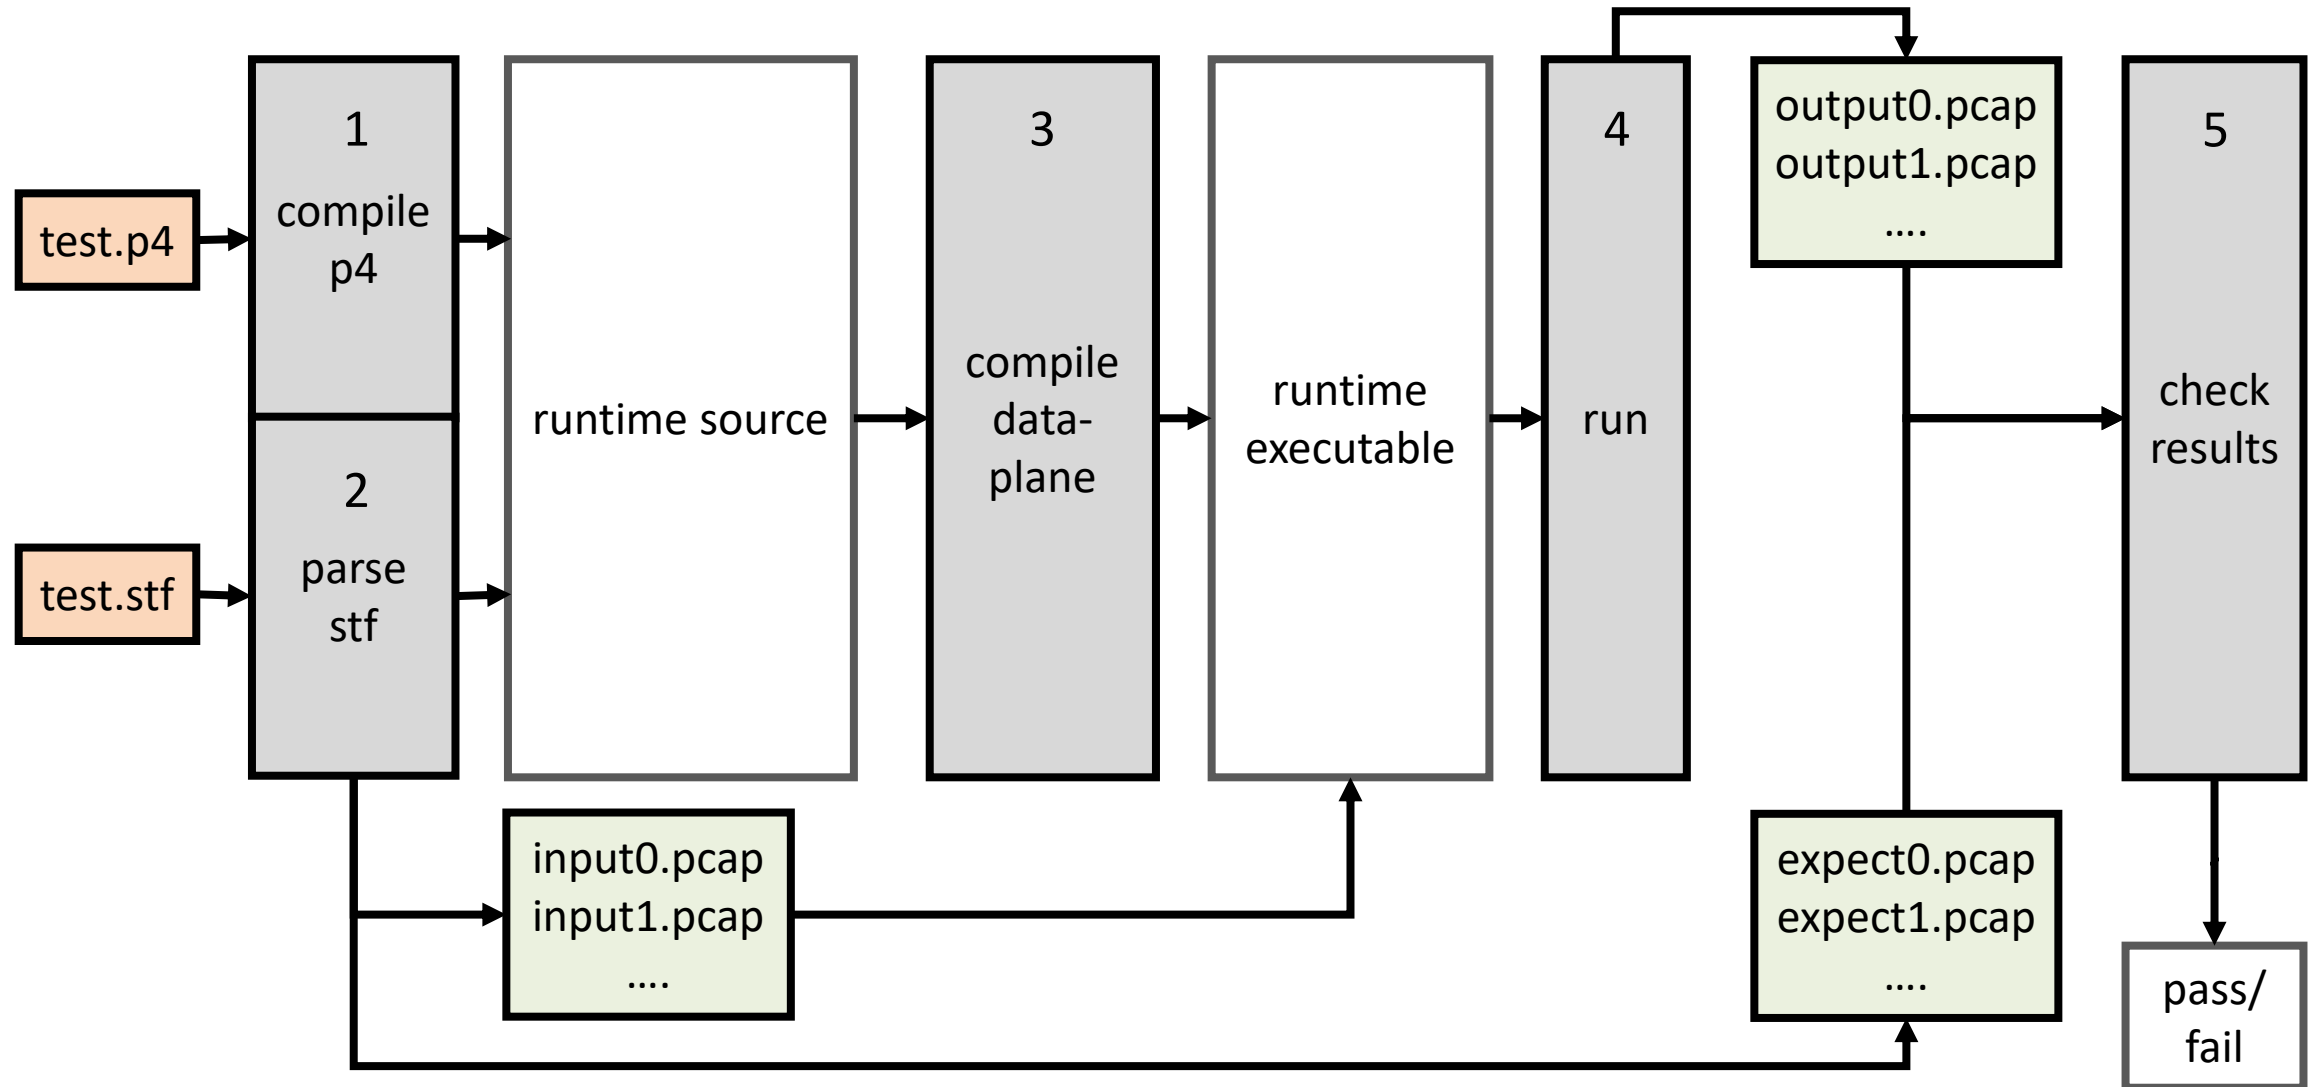 test.p4
test.stf
1
compile
p4
2
parse
stf
runtime source
input0.pcap
input1.pcap
....
3
compile
data-
plane
runtime
executable
4
run
output0.pcap
output1.pcap
....
expect0.pcap
expect1.pcap
....
5
check
results
pass/
fail